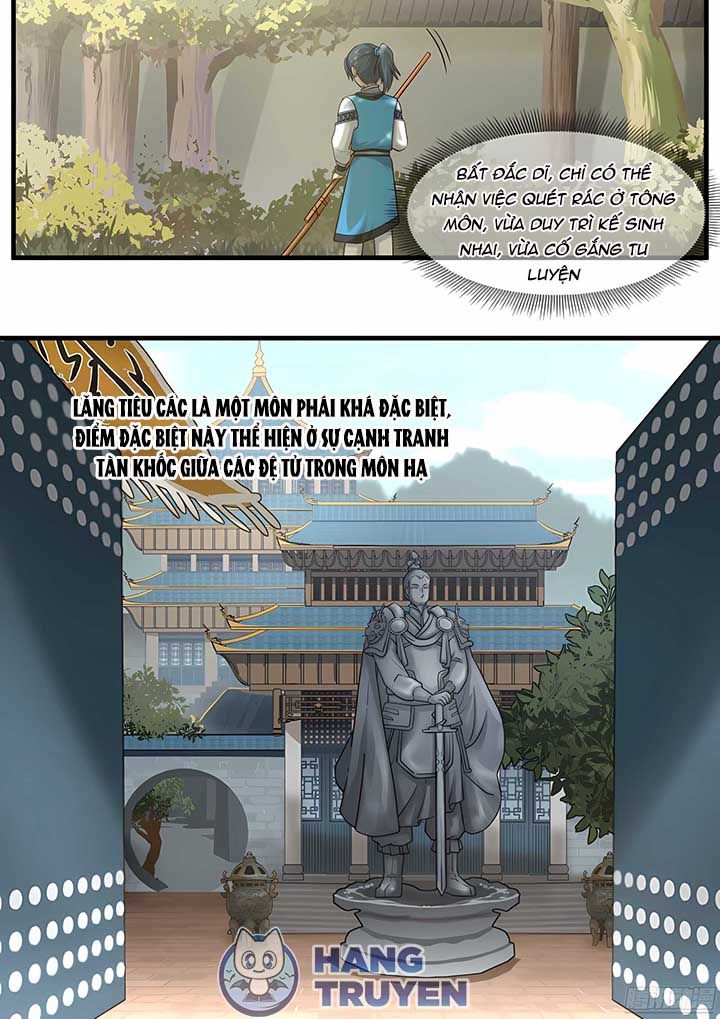 BẤT ĐẮC DĨ, CHỈ CÓ THỂ
NHẬN VIỆC QUÉT RÁC Ở TÔNG
MÔN, VỪA DUY TRÌ KẾ SINH
NHAI, VỪA CỐ GẮNG TU
LUYỆN
LĂNG TIÊU CÁC LÀ MỘT MÔN PHÁI KHÁ ĐẶC BIỆT,
ĐIỂM ĐẶC BIỆT NÀY THỂ HIỆN Ở SỰ CẠNH TRANH
TÀN KHỐC GIỮA CÁC ĐỆ TỬ TRONG MÔN HẠ
HANG
TRUYEN